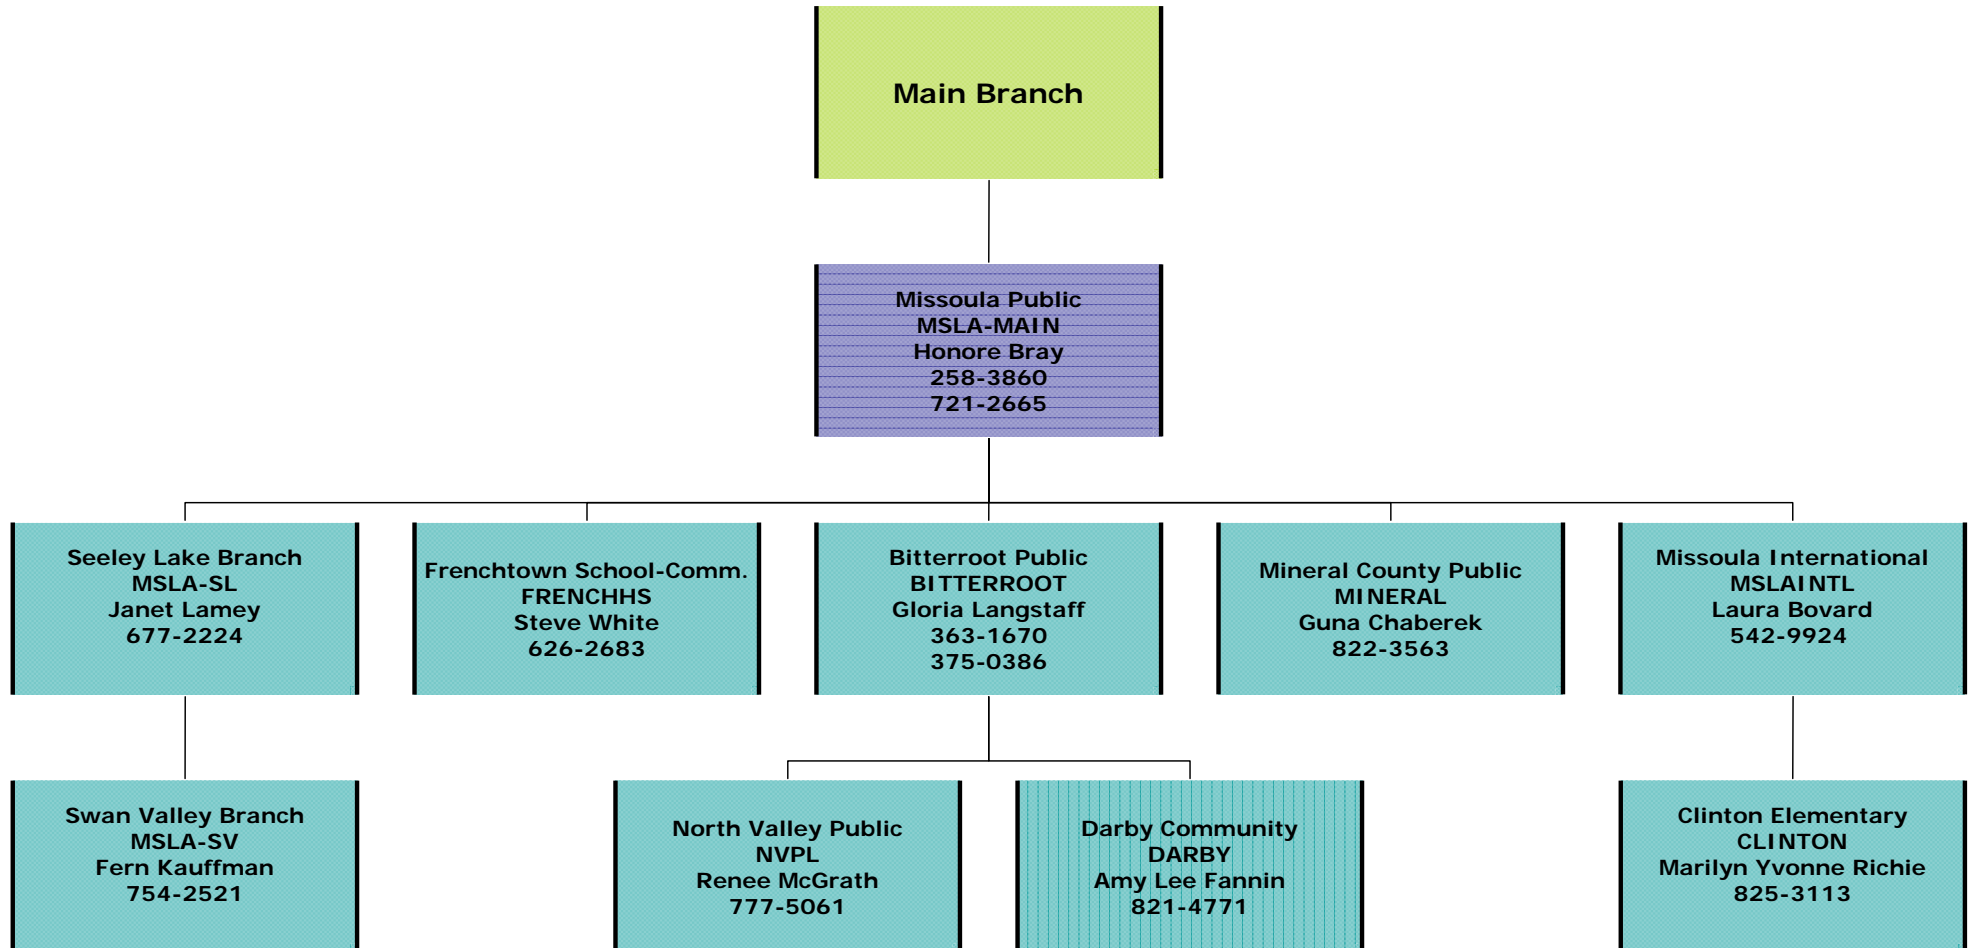 Main Branch
Missoula Public
MSLA-MAIN
Honore Bray
258-3860
721-2665
Seeley Lake Branch
MSLA-SL
Janet Lamey
677-2224
Frenchtown School-Comm.
FRENCHHS
Steve White
626-2683
Bitterroot Public
BITTERROOT
Gloria Langstaff
363-1670
375-0386
Mineral County Public
MINERAL
Guna Chaberek
822-3563
Missoula International
MSLAINTL
Laura Bovard
542-9924
Swan Valley Branch
MSLA-SV
Fern Kauffman
754-2521
North Valley Public
NVPL
Renee McGrath
777-5061
Darby Community
DARBY
Amy Lee Fannin
821-4771
Clinton Elementary
CLINTON
Marilyn Yvonne Richie
825-3113